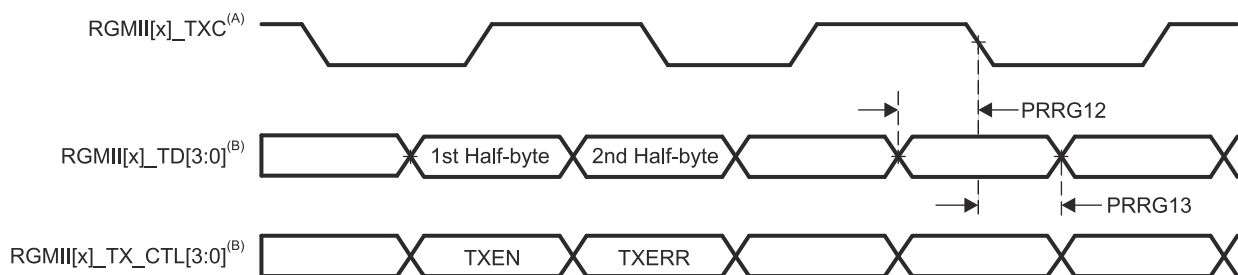 RGMII[x]_TXC(A)
PRRG12
RGMII[x]_TD[3:0](B)
1st Half-byte
2nd Half-byte
PRRG13
RGMII[x]_TX_CTL[3:0](B)
TXEN
TXERR